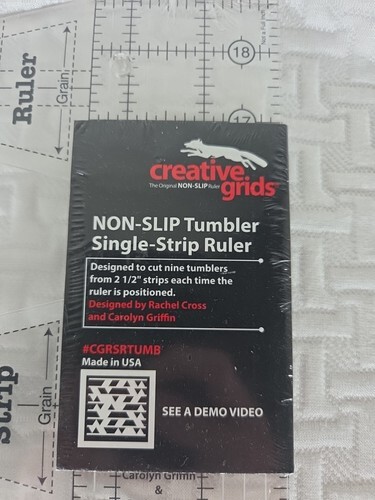 Ruler
Grain
18
17
creative
grids
The Original NON-SLIP Ruler
NON-SLIP Tumbler
Single-Strip Ruler
Designed to cut nine tumblers
from 2 1/2" strips each time the
ruler is positioned.
Designed by Rachel Cross
and Carolyn Griffin
#CGRSRTUMB
Made in USA
SEE A DEMO VIDEO
Strip
Grain
Carolyn Griffin
&